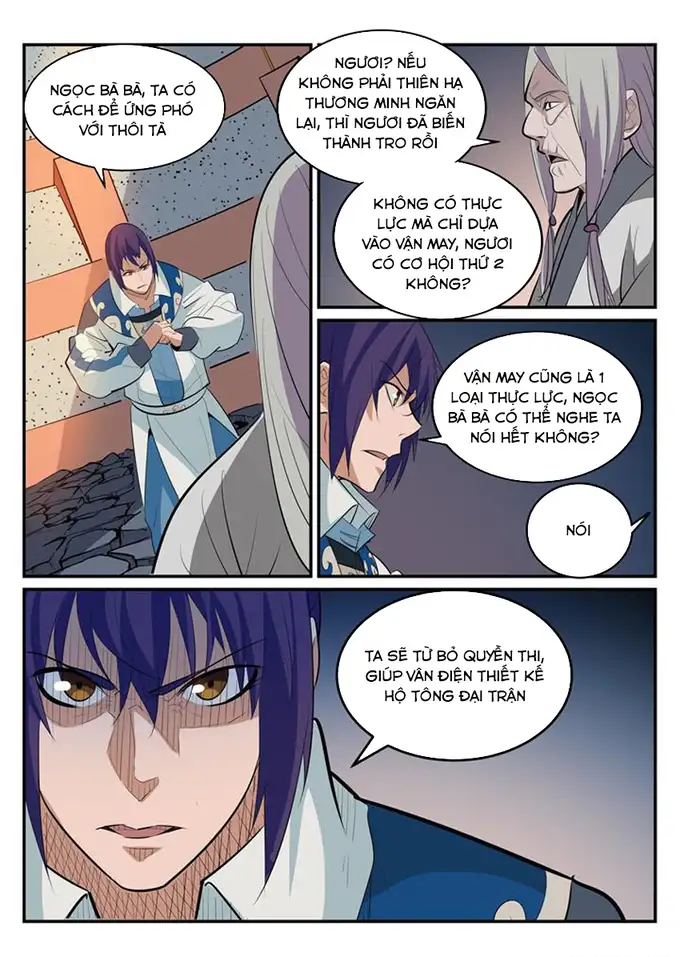 NGỌC BÀ BÀ, TA CÓ
CÁCH ĐỂ ỨNG PHÓ
VỚI THÔI TÀ
NGƯƠI? NẾU
KHÔNG PHẢI THIÊN HẠ
THƯƠNG MINH NGĂN
LẠI, THÌ NGƯƠI ĐÃ BIẾN
THÀNH TRO RỒI
KHÔNG CÓ THỰC
LỰC MÀ CHỈ DỰA
VÀO VẬN MAY, NGƯƠI
CÓ CƠ HỘI THỨ 2
KHÔNG?
VẬN MAY CŨNG LÀ 1
LOẠI THỰC LỰC, NGỌC
BÀ BÀ CÓ THỂ NGHE TA
NÓI HẾT KHÔNG?
NÓI
TA SẼ TỪ BỎ QUYỀN THI,
GIÚP VÂN ĐIỆN THIẾT KẾ
HỘ TÔNG ĐẠI TRẬN